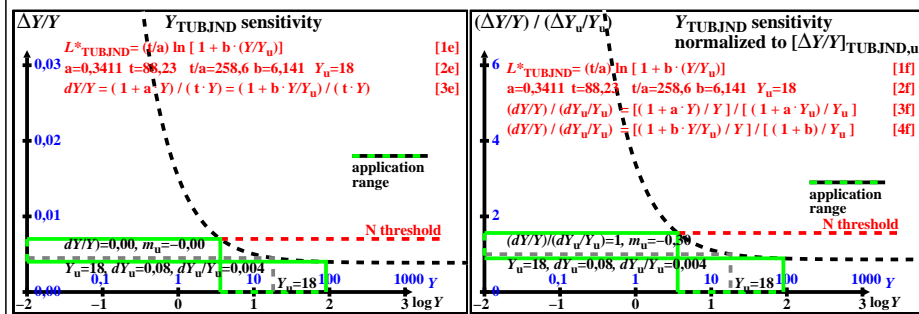 ΔY/Y
Y_TUBJND sensitivity
L*_TUBJND = (t/a) ln [ 1 + b · (Y/Y_u)] [1e]
a=0,3411 t=88,23 t/a=258,6 b=6,141 Y_u=18 [2e]
dY/Y = ( 1 + a · Y) / ( t · Y) = ( 1 + b · Y/Y_u) / ( t · Y) [3e]
0,03
0,02
0,01
0,00
application
range
N threshold
dY/Y)=0,00, m_u=−0,00
Y_u=18, dY_u=0,08, dY_u/Y_u=0,004
Y_u=18
0,1 1 10 100 1000 Y
−2 −1 0 1 2 3 log Y
(ΔY/Y) / (ΔY_u/Y_u)
Y_TUBJND sensitivity
normalized to [ΔY/Y]_TUBJND,u
L*_TUBJND = (t/a) ln [ 1 + b · (Y/Y_u)] [1f]
a=0,3411 t=88,23 t/a=258,6 b=6,141 Y_u=18 [2f]
(dY/Y) / (dY_u/Y_u) = [( 1 + a · Y) / Y ] / [ ( 1 + a · Y_u) / Y_u ] [3f]
(dY/Y) / (dY_u/Y_u) = [( 1 + b · Y/Y_u) / Y ] / [ ( 1 + b) / Y_u ] [4f]
6
4
2
0
application
range
N threshold
(dY/Y)/(dY_u/Y_u)=1, m_u=−0,30
Y_u=18, dY_u=0,08, dY_u/Y_u=0,004
Y_u=18
0,1 1 10 100 1000 Y
−2 −1 0 1 2 3 log Y